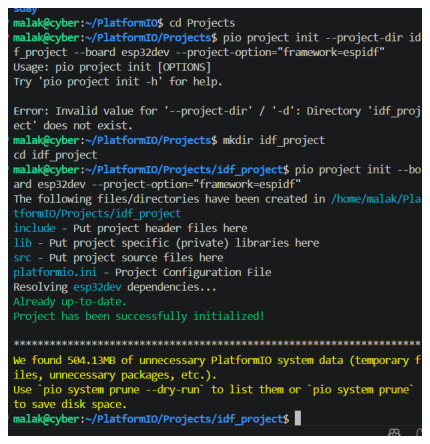 sday
malak@cyber:~/PlatformIO$ cd Projects
malak@cyber:~/PlatformIO/Projects$ pio project init --project-dir id
f_project --board esp32dev --project-option="framework=espidf"
Usage: pio project init [OPTIONS]
Try 'pio project init -h' for help.

Error: Invalid value for '--project-dir' / '-d': Directory 'idf_proj
ect' does not exist.
malak@cyber:~/PlatformIO/Projects$ mkdir idf_project
cd idf_project
malak@cyber:~/PlatformIO/Projects/idf_project$ pio project init --bo
ard esp32dev --project-option="framework=espidf"
The following files/directories have been created in /home/malak/Pla
tformIO/Projects/idf_project
include - Put project header files here
lib - Put project specific (private) libraries here
src - Put project source files here
platformio.ini - Project Configuration File
Resolving esp32dev dependencies...
Already up-to-date.
Project has been successfully initialized!

********************************************************************
We found 504.13MB of unnecessary PlatformIO system data (temporary f
iles, unnecessary packages, etc.).
Use `pio system prune --dry-run` to list them or `pio system prune`
to save disk space.
malak@cyber:~/PlatformIO/Projects/idf_project$